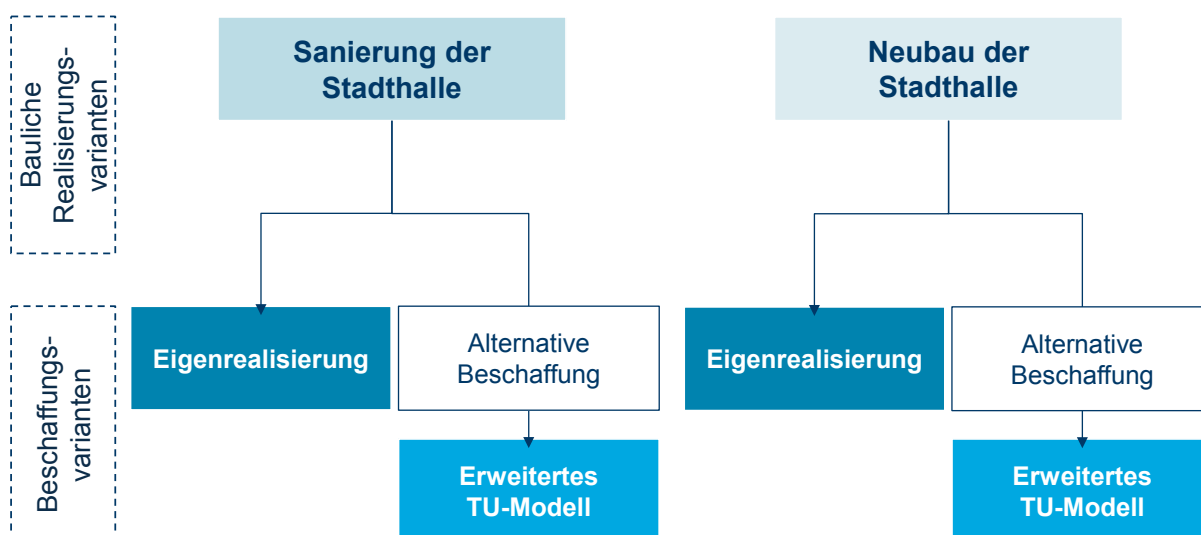 Bauliche
Realisierungs-
varianten
Sanierung der
Stadthalle
Neubau der
Stadthalle
Beschaffungs-
varianten
Eigenrealisierung
Alternative
Beschaffung
Eigenrealisierung
Alternative
Beschaffung
Erweitertes
TU-Modell
Erweitertes
TU-Modell